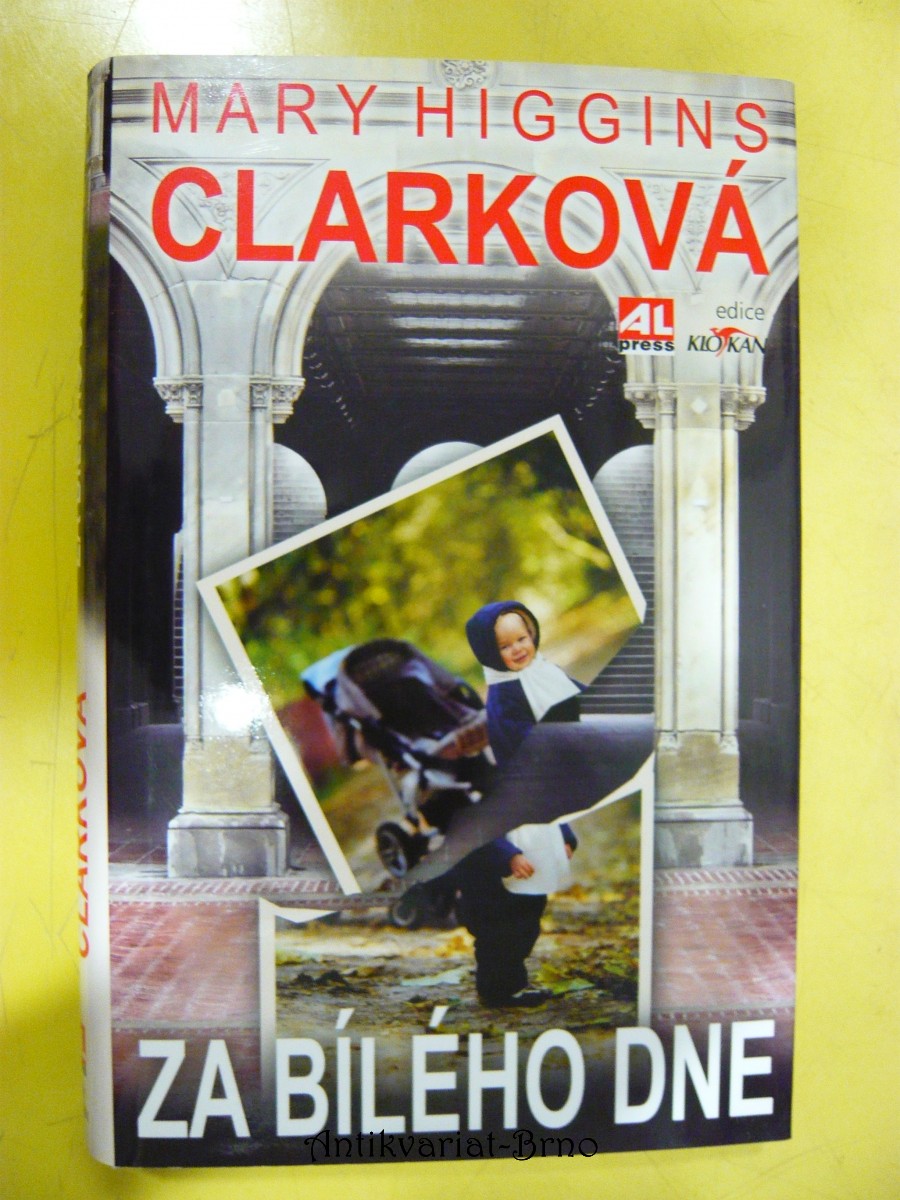 MARY HIGGINS
CLARKOVÁ
AL
press
edice
KLOKAN
ZA BÍLÉHO DNE
CLARKOVÁ
Antikvariat-Brno